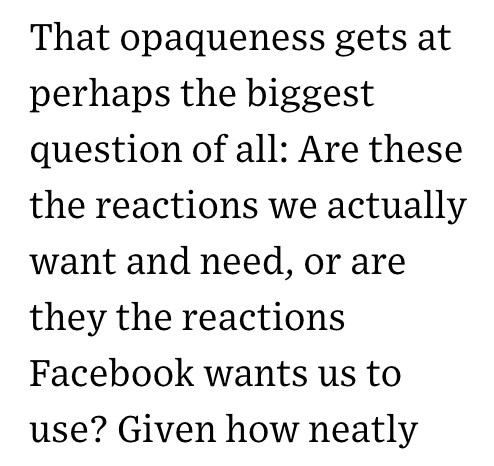 That opaqueness gets at
perhaps the biggest
question of all: Are these
the reactions we actually
want and need, or are
they the reactions
Facebook wants us to
use? Given how neatly